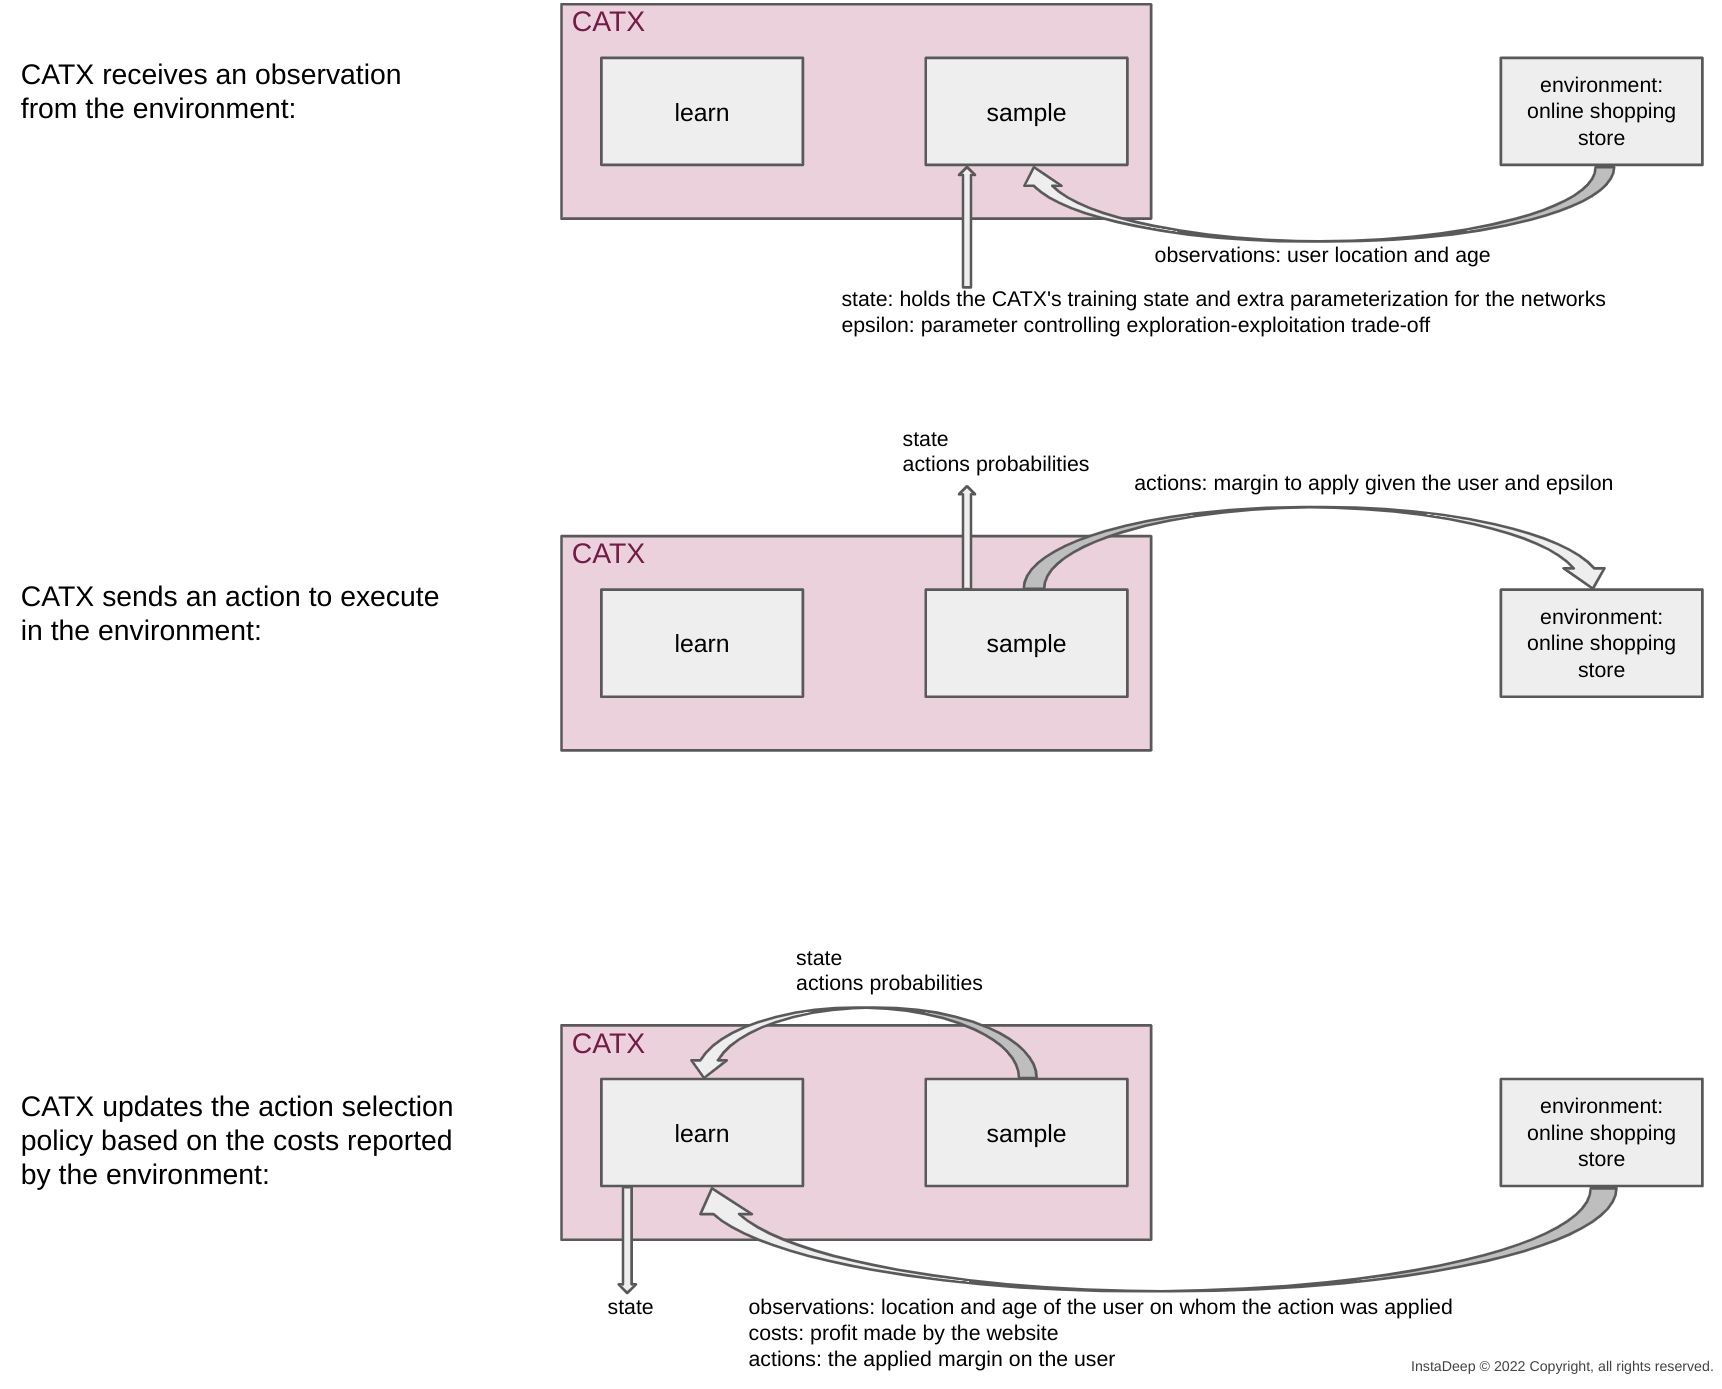 CATX
CATX receives an observation
from the environment:
learn
sample
environment:
online shopping
store
observations: user location and age
state: holds the CATX's training state and extra parameterization for the networks
epsilon: parameter controlling exploration-exploitation trade-off
state
actions probabilities
actions: margin to apply given the user and epsilon
CATX
CATX sends an action to execute
in the environment:
learn
sample
environment:
online shopping
store
state
actions probabilities
CATX
CATX updates the action selection
policy based on the costs reported
by the environment:
learn
sample
environment:
online shopping
store
state
observations: location and age of the user on whom the action was applied
costs: profit made by the website
actions: the applied margin on the user
InstaDeep © 2022 Copyright, all rights reserved.